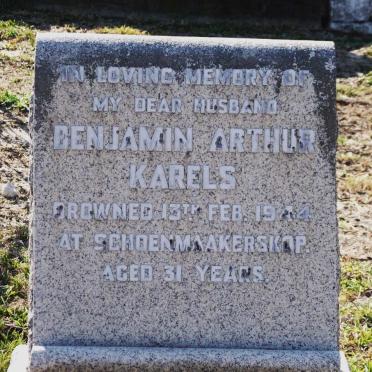 IN LOVING MEMORY OF
MY DEAR HUSBAND
BENJAMIN ARTHUR
KARELS
DROWNED 13TH FEB. 1944
AT SCHOENMAAKERSKOP.
AGED 31 YEARS.